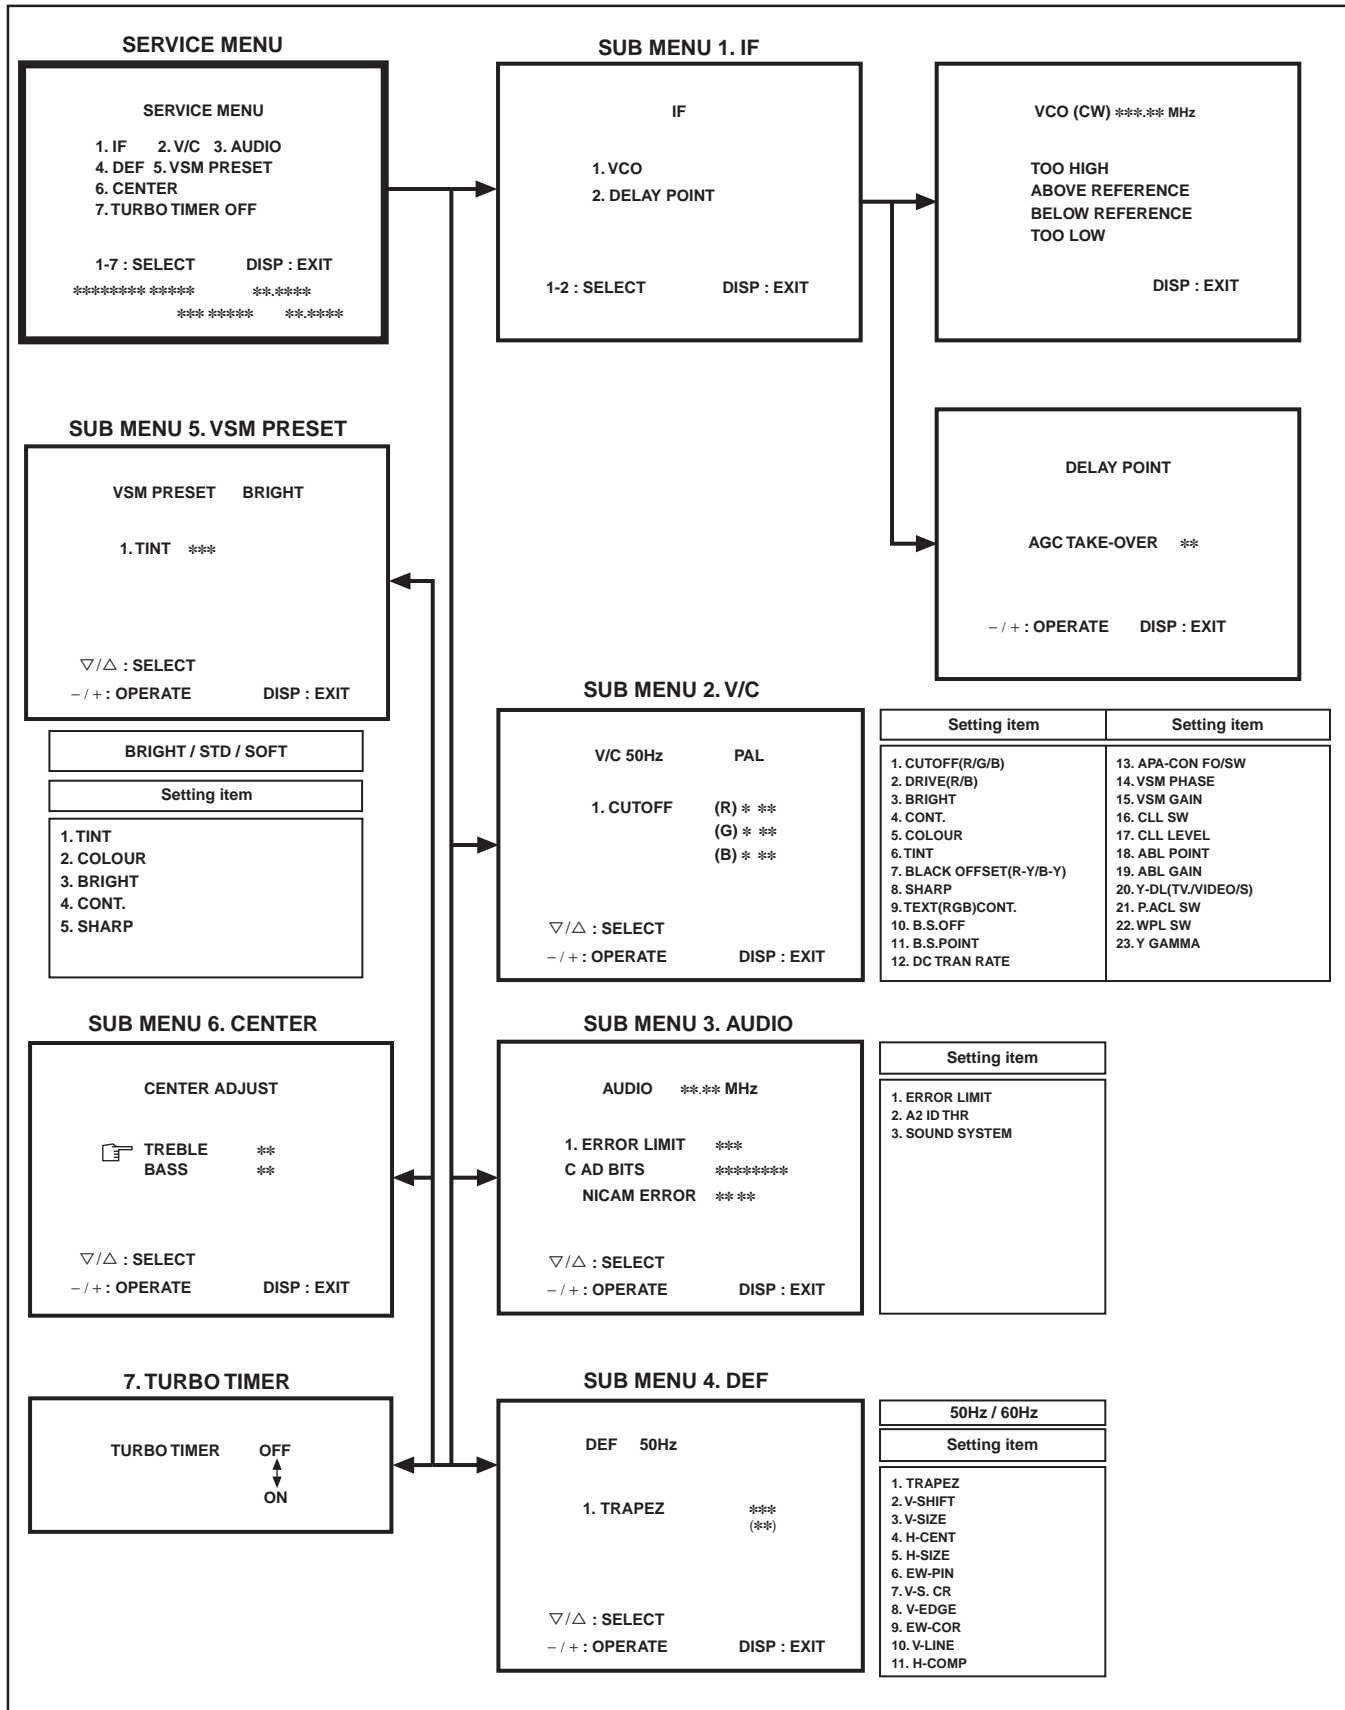 SERVICE MENU
SERVICE MENU
1. IF 2. V/C 3. AUDIO
4. DEF 5. VSM PRESET
6. CENTER
7. TURBO TIMER OFF
1-7 : SELECT DISP : EXIT
******** ***** **.****
*** ***** **.****
SUB MENU 1. IF
IF
1. VCO
2. DELAY POINT
1-2 : SELECT DISP : EXIT
VCO (CW) ***.** MHz
TOO HIGH
ABOVE REFERENCE
BELOW REFERENCE
TOO LOW
DISP : EXIT
DELAY POINT
AGC TAKE-OVER **
– / + : OPERATE DISP : EXIT
SUB MENU 5. VSM PRESET
VSM PRESET BRIGHT
1. TINT ***
▽/△ : SELECT
– / + : OPERATE DISP : EXIT
BRIGHT / STD / SOFT
Setting item
1. TINT
2. COLOUR
3. BRIGHT
4. CONT.
5. SHARP
SUB MENU 2. V/C
V/C 50Hz PAL
1. CUTOFF (R) * **
(G) * **
(B) * **
▽/△ : SELECT
– / + : OPERATE DISP : EXIT
Setting item
1. CUTOFF(R/G/B)
2. DRIVE(R/B)
3. BRIGHT
4. CONT.
5. COLOUR
6. TINT
7. BLACK OFFSET(R-Y/B-Y)
8. SHARP
9. TEXT(RGB)CONT.
10. B.S.OFF
11. B.S.POINT
12. DC TRAN RATE
Setting item
13. APA-CON FO/SW
14. VSM PHASE
15. VSM GAIN
16. CLL SW
17. CLL LEVEL
18. ABL POINT
19. ABL GAIN
20. Y-DL(TV./VIDEO/S)
21. P.ACL SW
22. WPL SW
23. Y GAMMA
SUB MENU 6. CENTER
CENTER ADJUST
☞ TREBLE **
BASS **
▽/△ : SELECT
– / + : OPERATE DISP : EXIT
SUB MENU 3. AUDIO
AUDIO **.** MHz
1. ERROR LIMIT ***
C AD BITS ********
NICAM ERROR ** **
▽/△ : SELECT
– / + : OPERATE DISP : EXIT
Setting item
1. ERROR LIMIT
2. A2 ID THR
3. SOUND SYSTEM
7. TURBO TIMER
TURBO TIMER OFF
ON
SUB MENU 4. DEF
DEF 50Hz
1. TRAPEZ ***
(**)
▽/△ : SELECT
– / + : OPERATE DISP : EXIT
50Hz / 60Hz
Setting item
1. TRAPEZ
2. V-SHIFT
3. V-SIZE
4. H-CENT
5. H-SIZE
6. EW-PIN
7. V-S. CR
8. V-EDGE
9. EW-COR
10. V-LINE
11. H-COMP